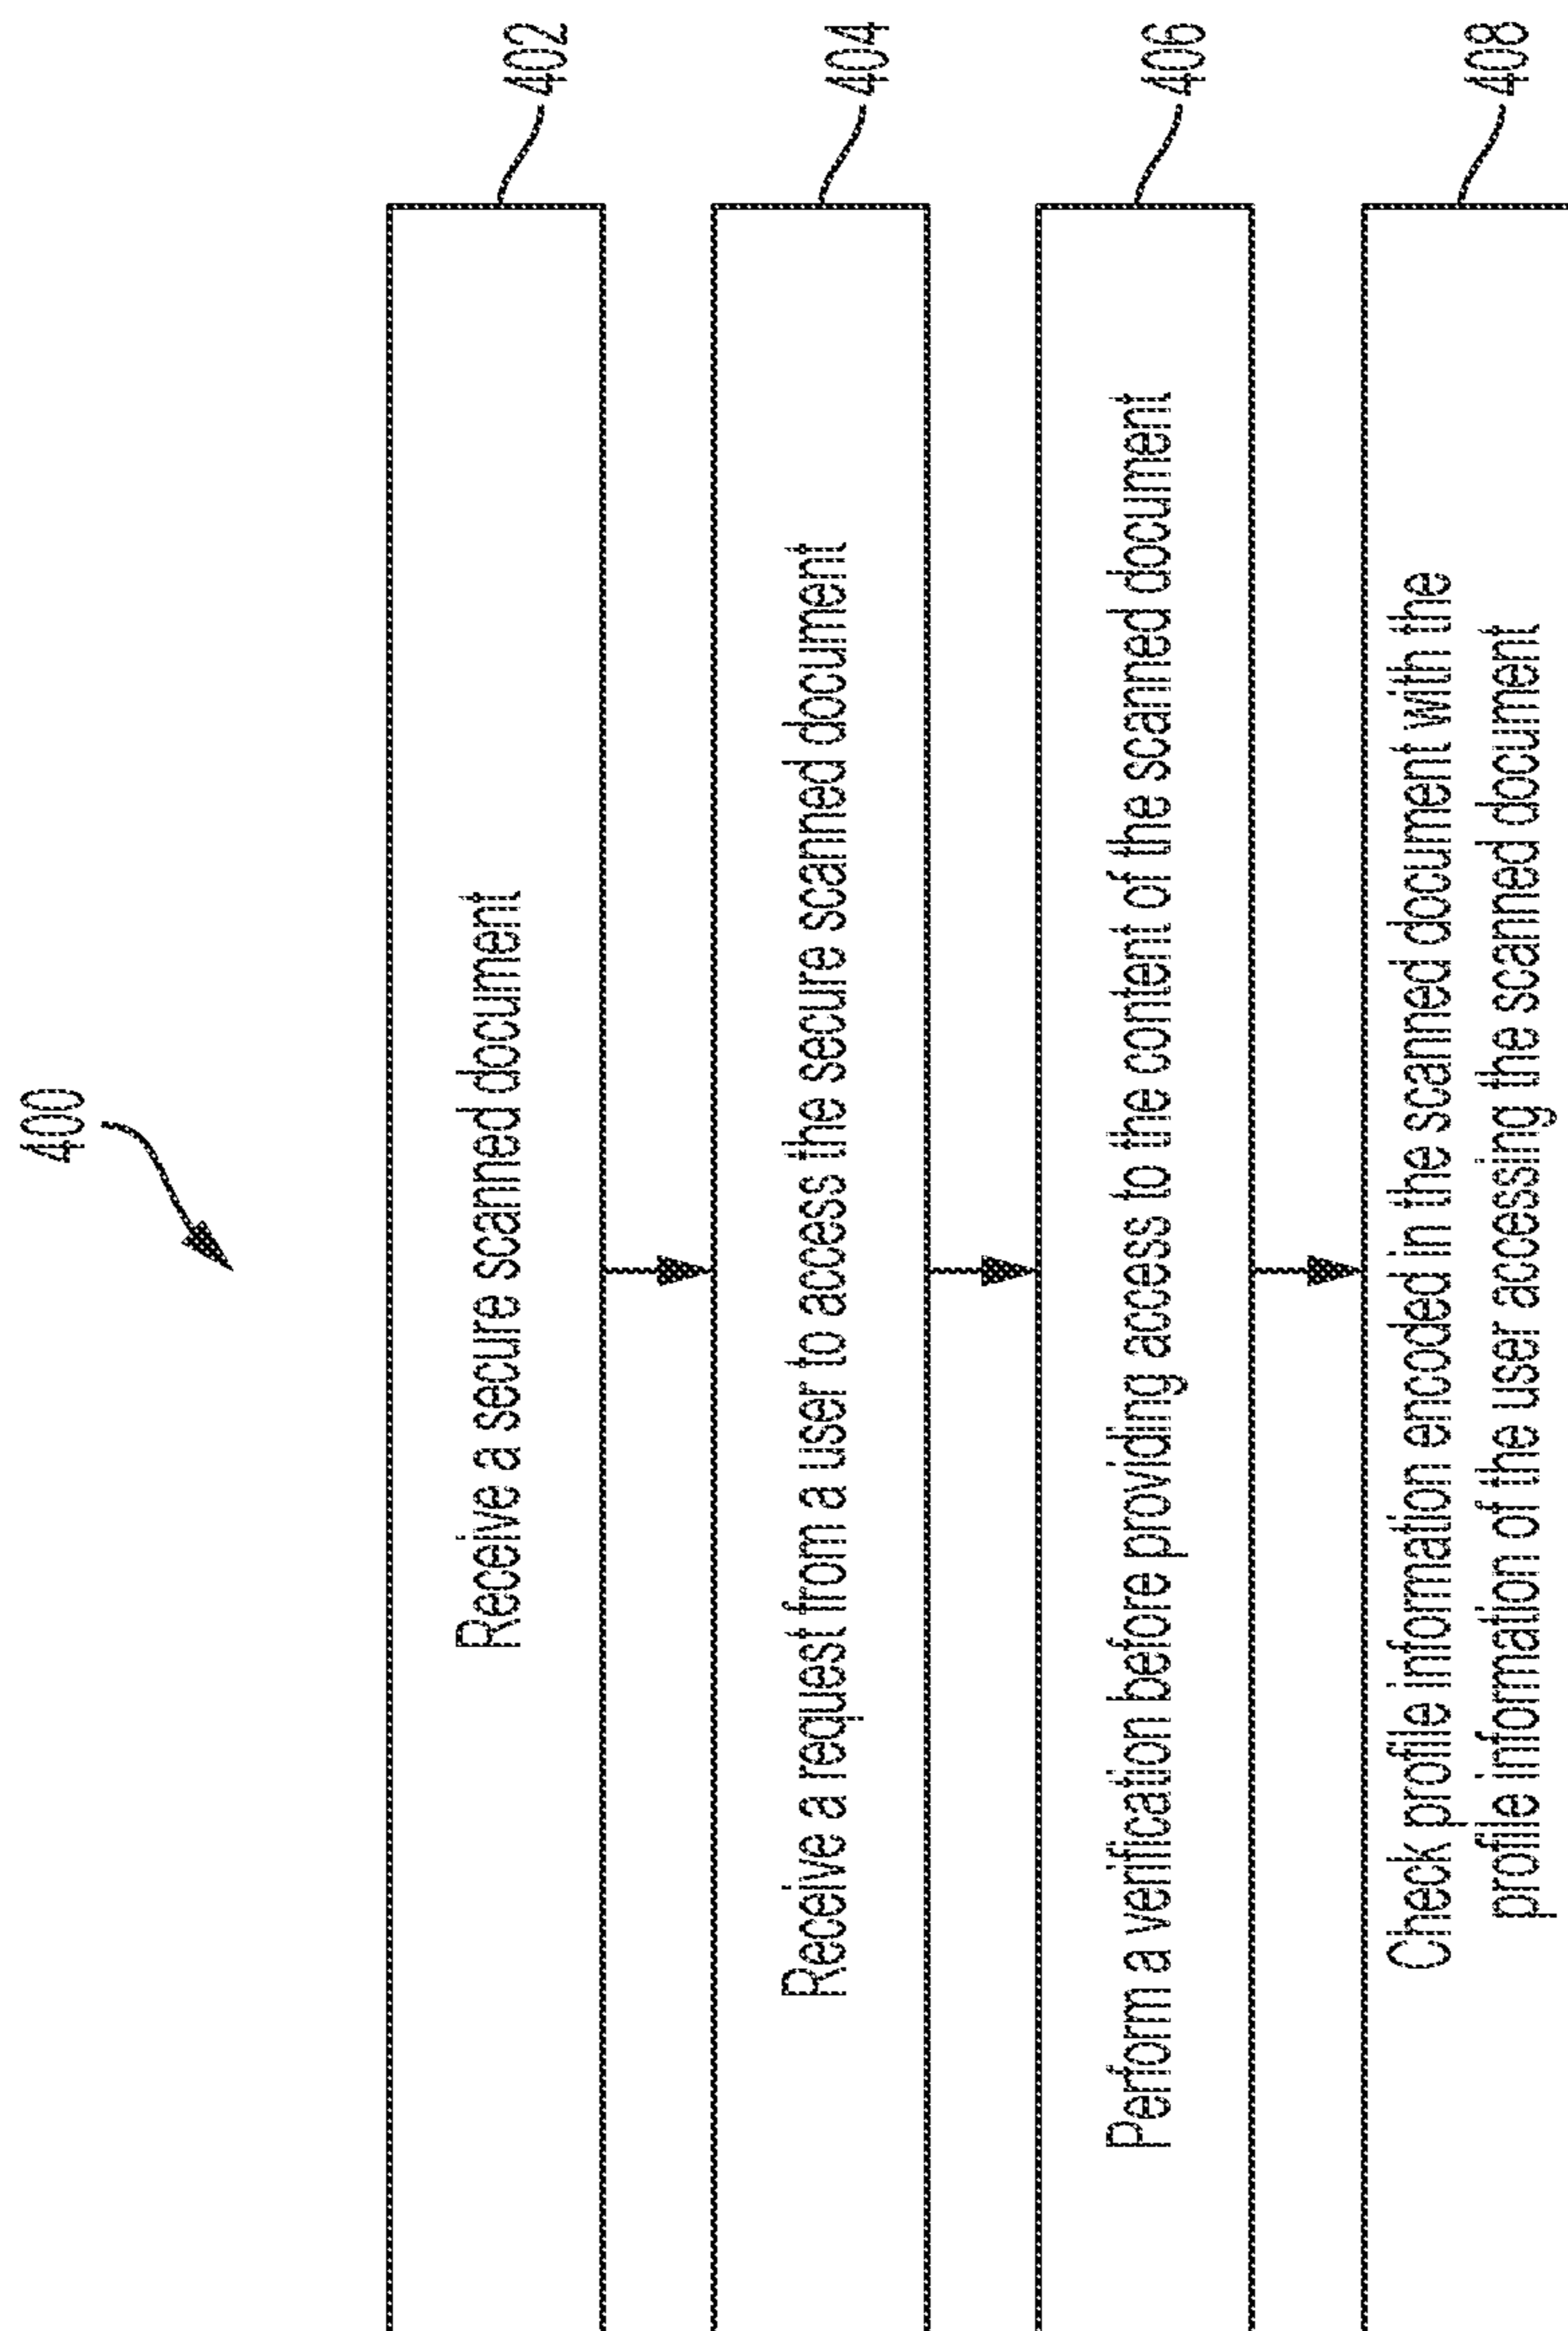 400
Receive a secure scanned document
402
Receive a request from a user to access the secure scanned document
404
Perform a verification before providing access to the content of the scanned document
406
Check profile information encoded in the scanned document with the
profile information of the user accessing the scanned document
408